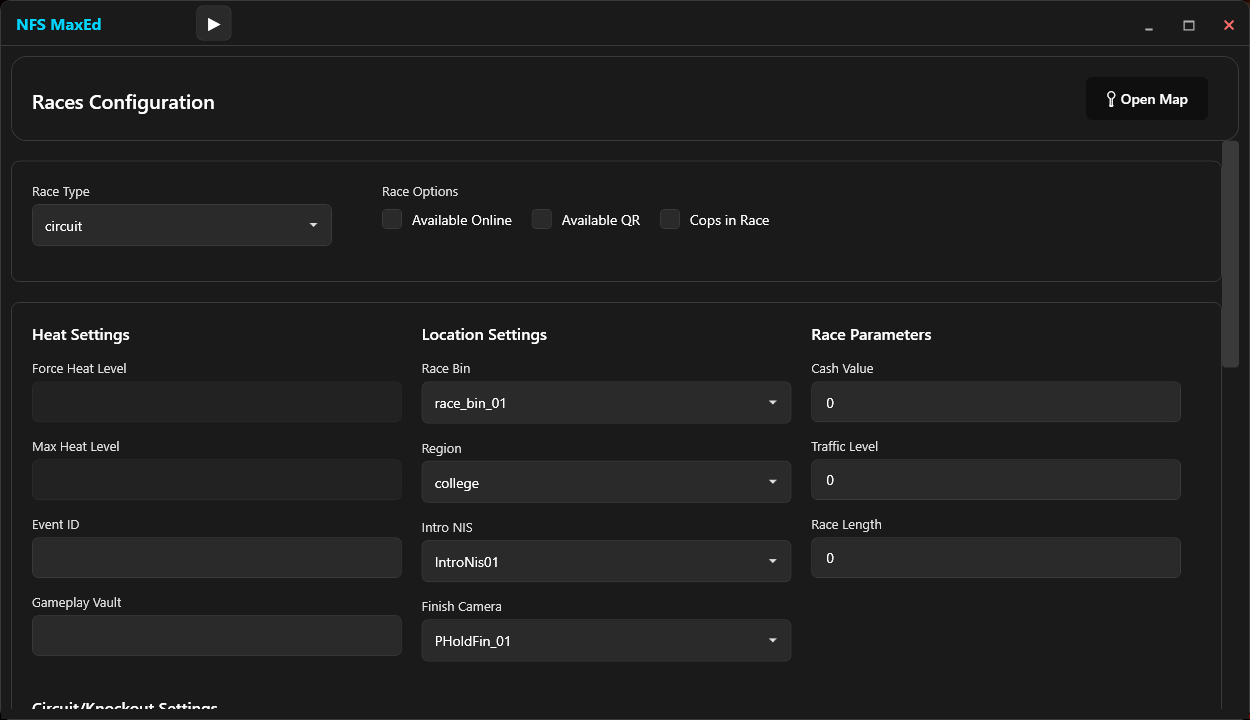 NFS MaxEd
Races Configuration
Open Map
Race Type
circuit
Race Options
Available Online
Available QR
Cops in Race
Heat Settings
Force Heat Level
Max Heat Level
Event ID
Gameplay Vault
Location Settings
Race Bin
race_bin_01
Region
college
Intro NIS
IntroNis01
Finish Camera
PHoldFin_01
Race Parameters
Cash Value
0
Traffic Level
0
Race Length
0
Circuit/Knockout Settings